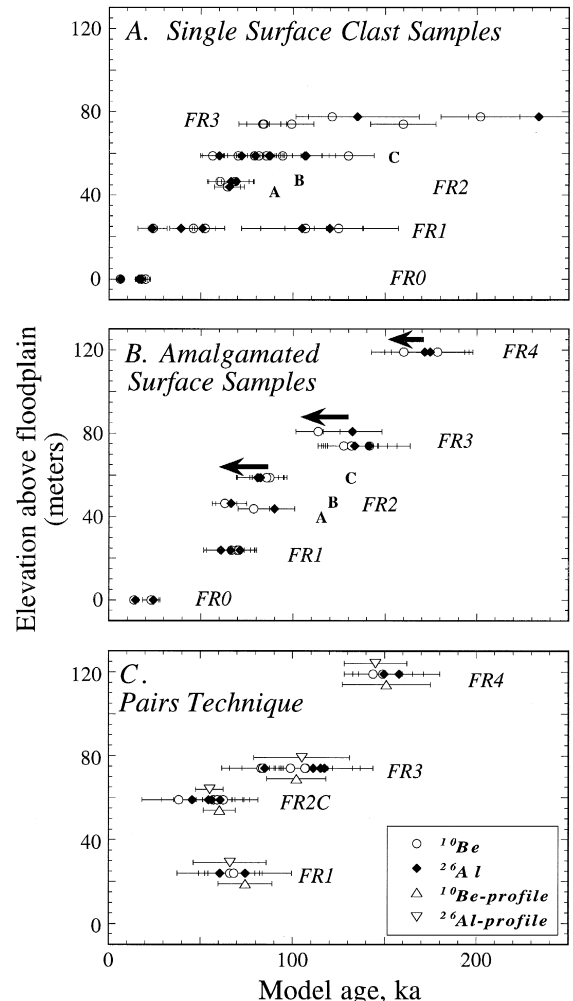 A. Single Surface Clast Samples
120
80
40
0
FR3
C
B
A
FR2
FR1
FR0
B. Amalgamated
Surface Samples
120
80
40
0
FR4
FR3
C
B
A
FR2
FR1
FR0
Elevation above floodplain
(meters)
C.
Pairs Technique
120
80
40
0
FR4
FR3
FR2C
FR1
¹⁰Be
²⁶Al
¹⁰Be-profile
²⁶Al-profile
0
100
200
Model age, ka